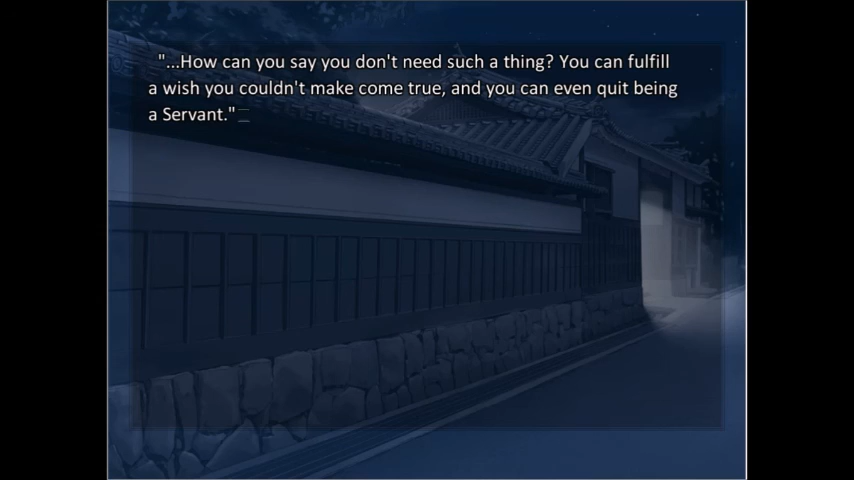 "...How can you say you don't need such a thing? You can fulfill
a wish you couldn't make come true, and you can even quit being
a Servant."